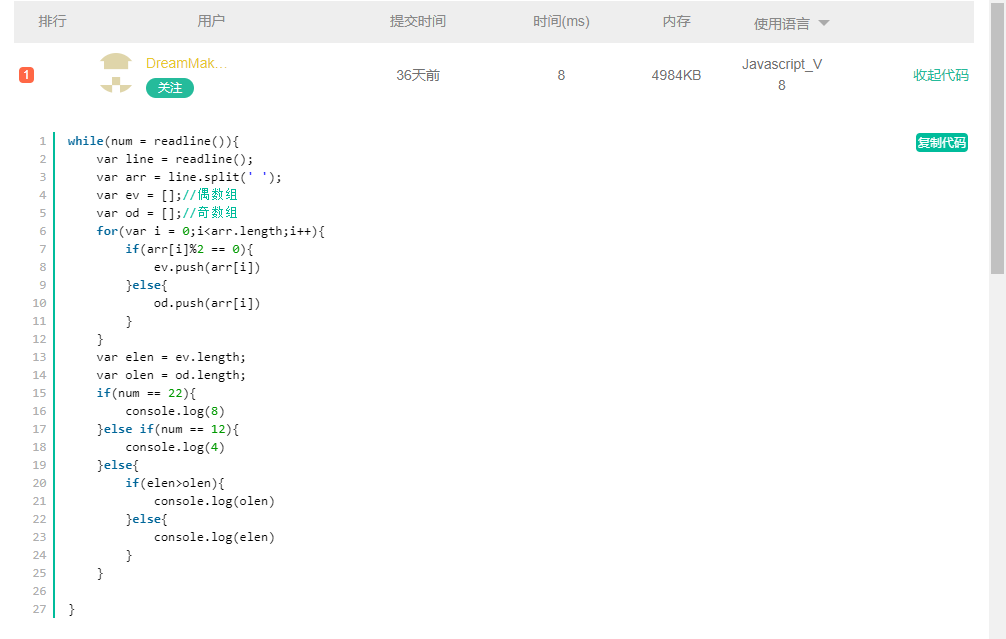 排行 用户 提交时间 时间(ms) 内存 使用语言
1 DreamMak... 关注 36天前 8 4984KB Javascript_V8 收起代码
复制代码
1 while(num = readline()){
2     var line = readline();
3     var arr = line.split(' ');
4     var ev = [];//偶数组
5     var od = [];//奇数组
6     for(var i = 0;i<arr.length;i++){
7         if(arr[i]%2 == 0){
8             ev.push(arr[i])
9         }else{
10             od.push(arr[i])
11         }
12     }
13     var elen = ev.length;
14     var olen = od.length;
15     if(num == 22){
16         console.log(8)
17     }else if(num == 12){
18         console.log(4)
19     }else{
20         if(elen>olen){
21             console.log(olen)
22         }else{
23             console.log(elen)
24         }
25     }
26
27 }